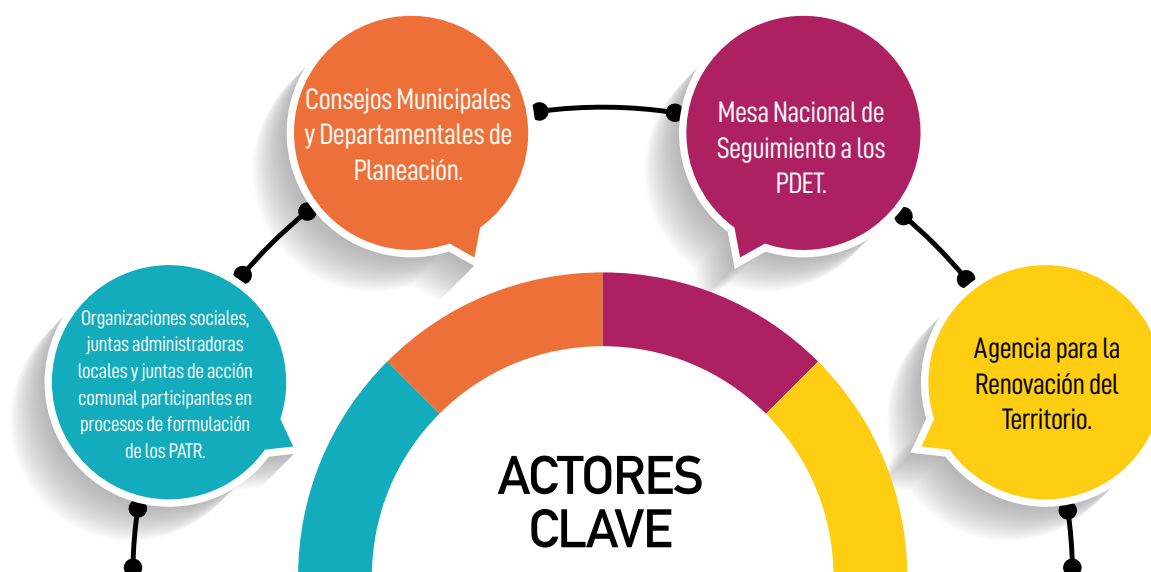 Consejos Municipales
y Departamentales de
Planeación.
Mesa Nacional de
Seguimiento a los
PDET.
Organizaciones sociales,
juntas administradoras
locales y juntas de acción
comunal participantes en
procesos de formulación
de los PATR.
Agencia para la
Renovación del
Territorio.
ACTORES
CLAVE